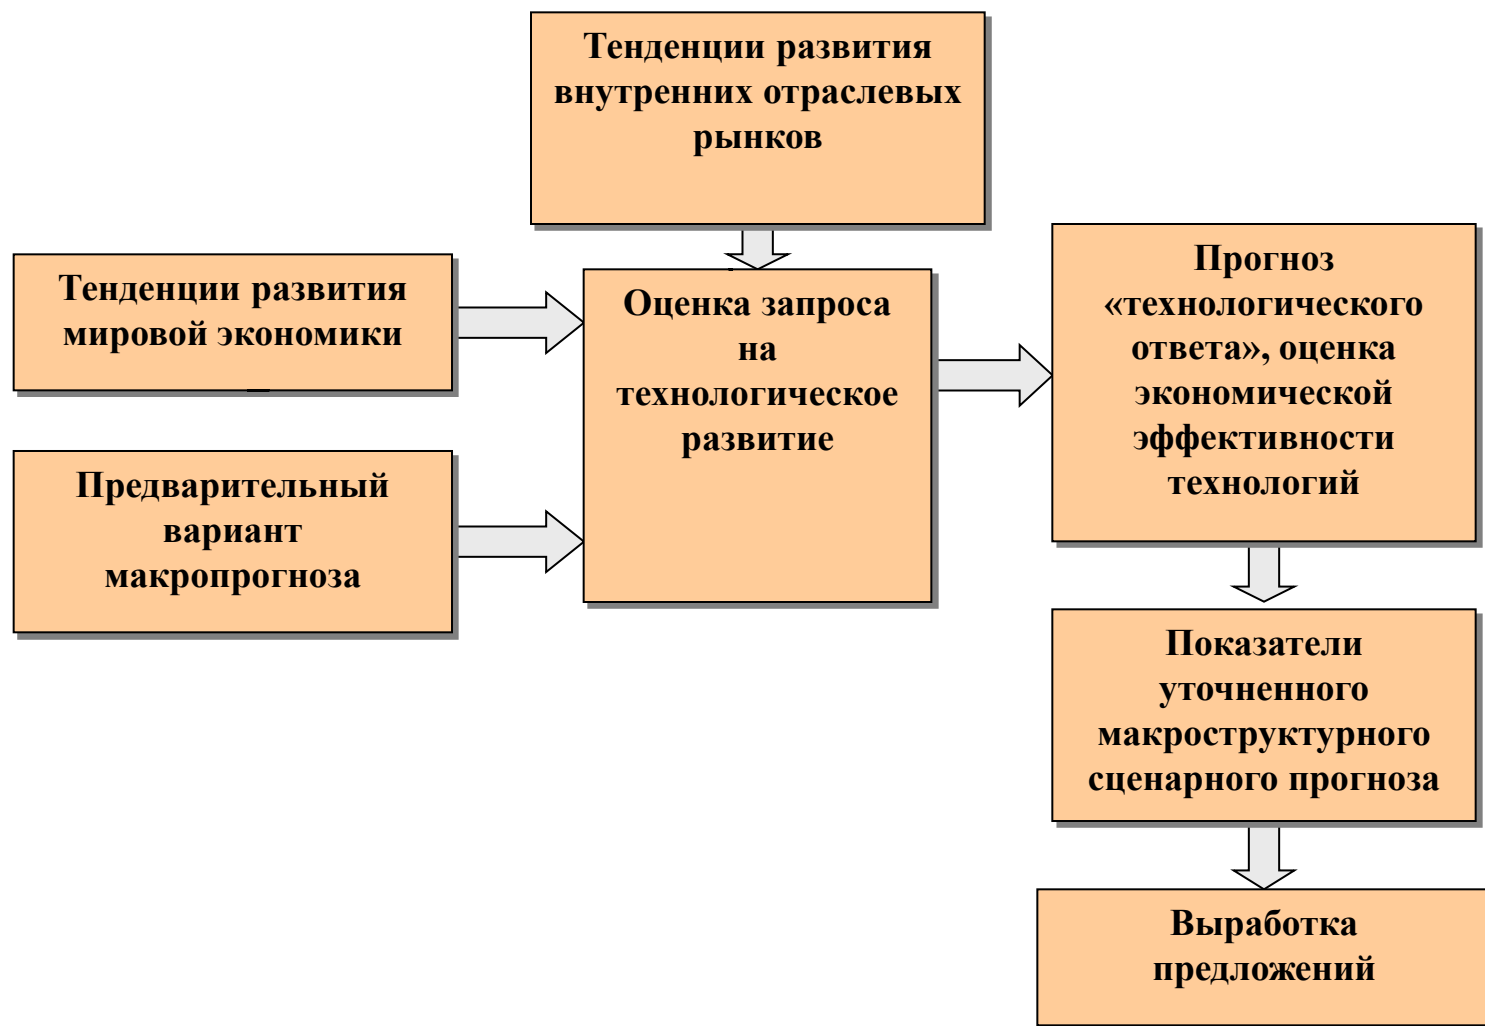 Тенденции развития
внутренних отраслевых
рынков
Тенденции развития
мировой экономики
Оценка запроса
на
технологическое
развитие
Прогноз
«технологического
ответа», оценка
экономической
эффективности
технологий
Предварительный
вариант
макропрогноза
Показатели
уточненного
макроструктурного
сценарного прогноза
Выработка
предложений